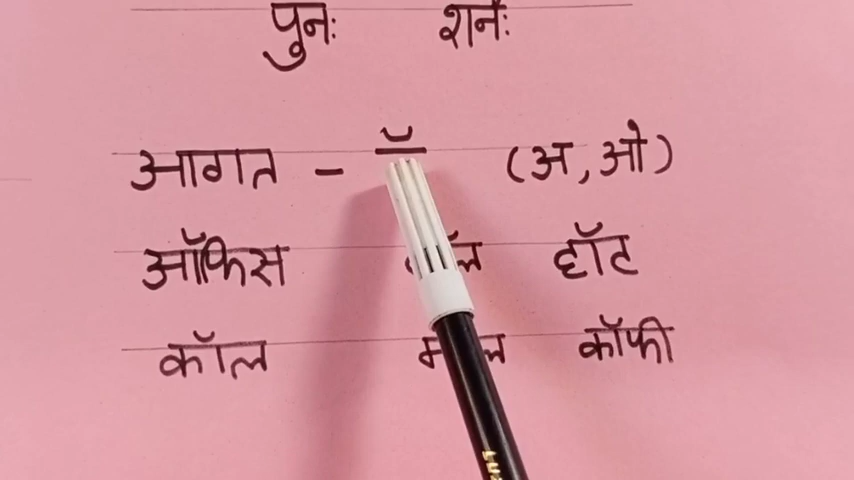 पुनः शनैः
आगत - ˘ (अ, ओ)
ऑफिस हॉट
कॉल कॉफी